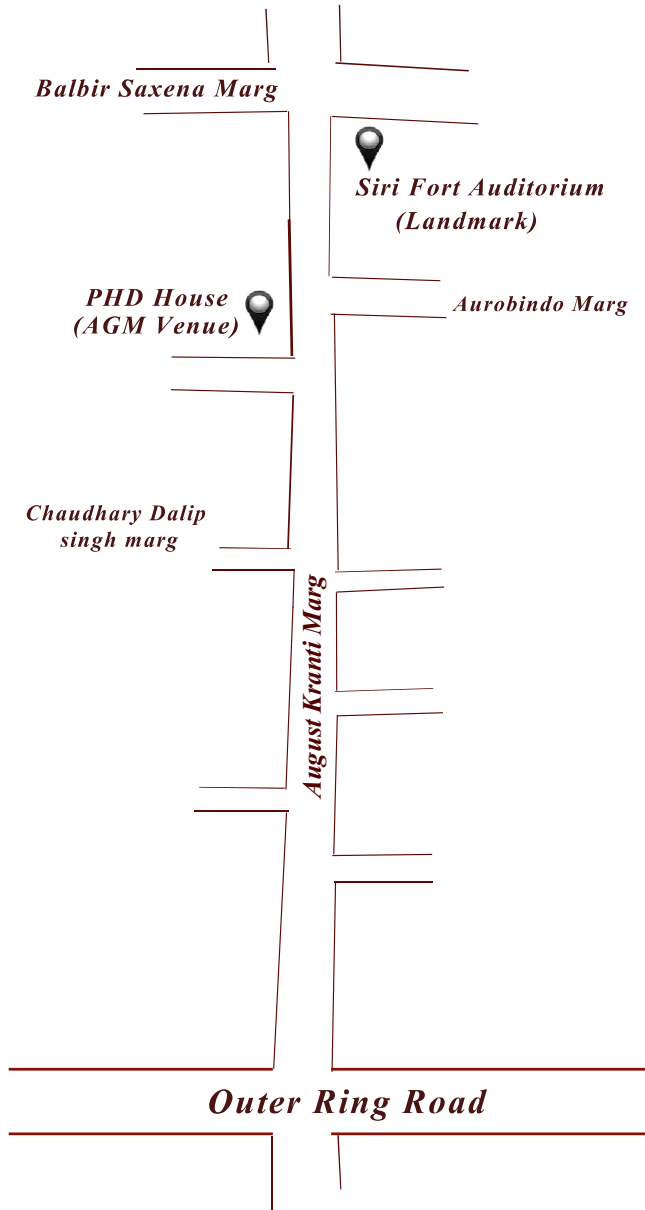 Balbir Saxena Marg
Siri Fort Auditorium
(Landmark)
PHD House
(AGM Venue)
Aurobindo Marg
Chaudhary Dalip
singh marg
August Kranti Marg
Outer Ring Road